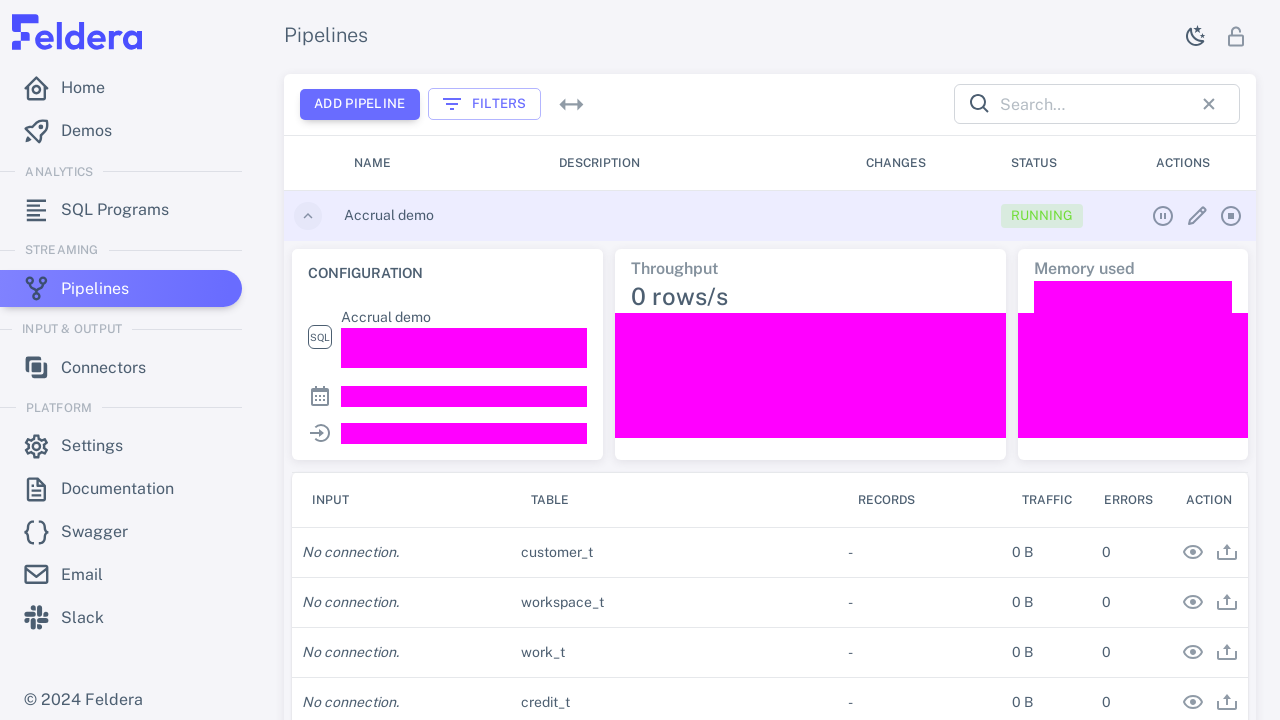 Feldera
Home
Demos
ANALYTICS
SQL Programs
STREAMING
Pipelines
INPUT & OUTPUT
Connectors
PLATFORM
Settings
Documentation
Swagger
Email
Slack
© 2024 Feldera
Pipelines
ADD PIPELINE FILTERS Search...
NAME DESCRIPTION CHANGES STATUS ACTIONS
Accrual demo RUNNING
CONFIGURATION
Accrual demo
SQL
Throughput
0 rows/s
Memory used
INPUT TABLE RECORDS TRAFFIC ERRORS ACTION
No connection. customer_t - 0 B 0
No connection. workspace_t - 0 B 0
No connection. work_t - 0 B 0
No connection. credit_t - 0 B 0